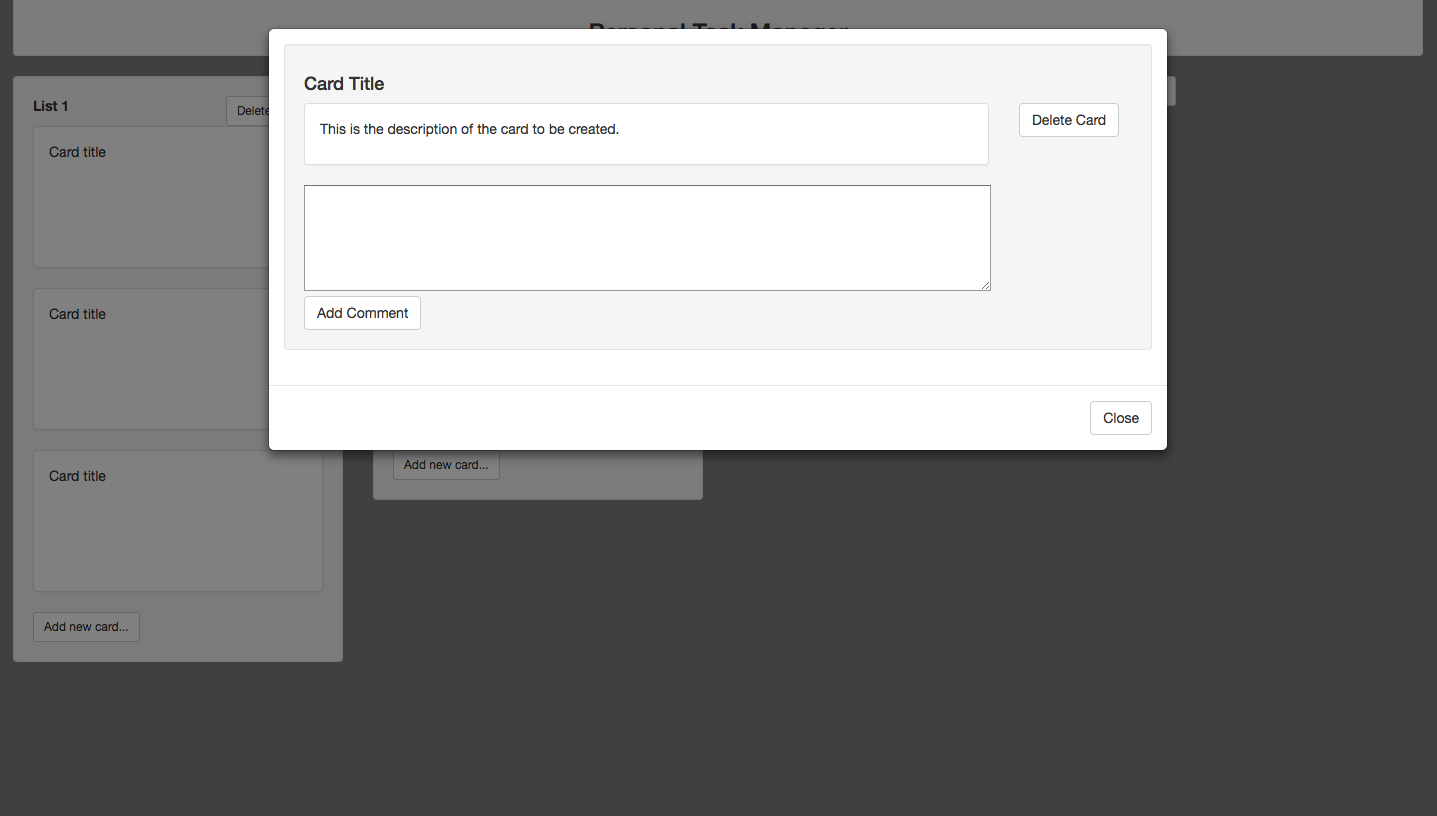 Personal Task Manager
List 1
Delete
Card title
Card title
Card title
Add new card...
Add new card...
Card Title
This is the description of the card to be created.
Delete Card
Add Comment
Close